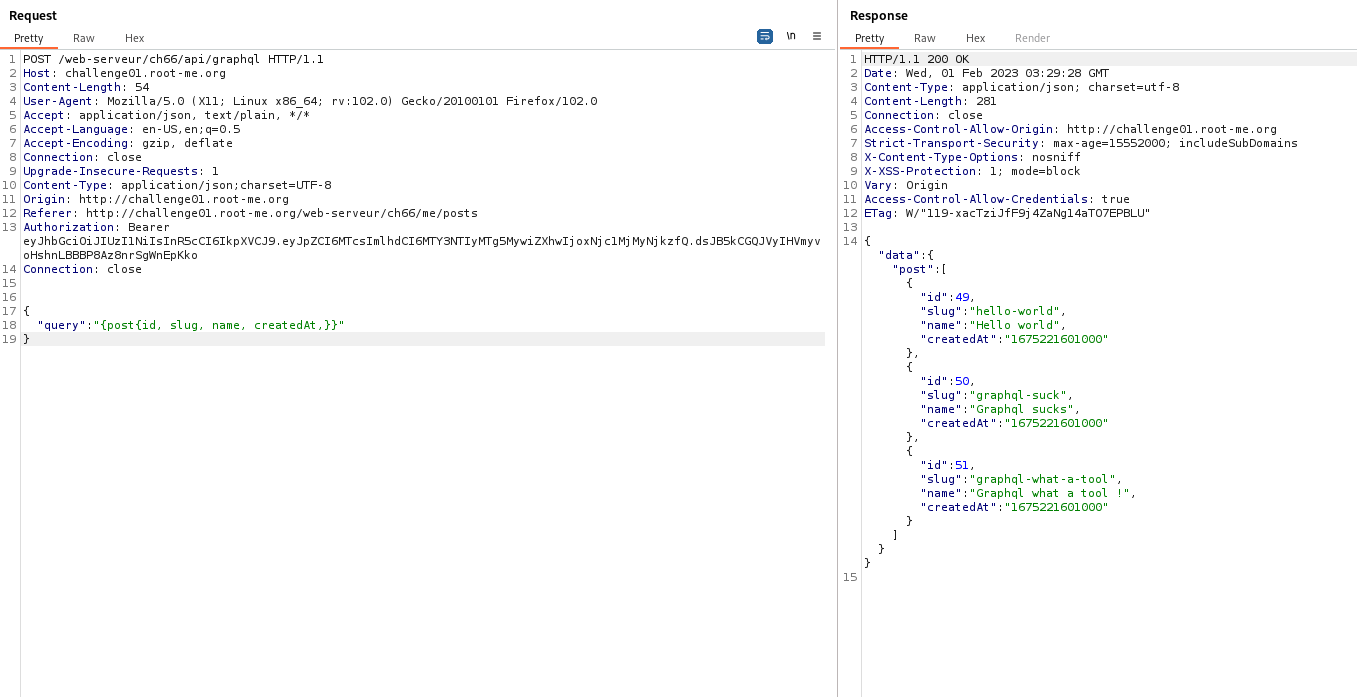 Request
Pretty Raw Hex \n
1 POST /web-serveur/ch66/api/graphql HTTP/1.1
2 Host: challenge01.root-me.org
3 Content-Length: 54
4 User-Agent: Mozilla/5.0 (X11; Linux x86_64; rv:102.0) Gecko/20100101 Firefox/102.0
5 Accept: application/json, text/plain, */*
6 Accept-Language: en-US,en;q=0.5
7 Accept-Encoding: gzip, deflate
8 Connection: close
9 Upgrade-Insecure-Requests: 1
10 Content-Type: application/json;charset=UTF-8
11 Origin: http://challenge01.root-me.org
12 Referer: http://challenge01.root-me.org/web-serveur/ch66/me/posts
13 Authorization: Bearer
eyJhbGciOiJIUzI1NiIsInR5cCI6IkpXVCJ9.eyJpZCI6MTcsImlhdCI6MTY3NTIyMTg5MywiZXhwIjoxNjc1MjMyNjkzfQ.dsJB5kCGQJVyIHVmyv
oHshnLBBBP8Az8nrSgWnEpKko
14 Connection: close
15
16
17 {
18 "query":"{post{id, slug, name, createdAt,}}"
19 }
Response
Pretty Raw Hex Render
1 HTTP/1.1 200 OK
2 Date: Wed, 01 Feb 2023 03:29:28 GMT
3 Content-Type: application/json; charset=utf-8
4 Content-Length: 281
5 Connection: close
6 Access-Control-Allow-Origin: http://challenge01.root-me.org
7 Strict-Transport-Security: max-age=15552000; includeSubDomains
8 X-Content-Type-Options: nosniff
9 X-XSS-Protection: 1; mode=block
10 Vary: Origin
11 Access-Control-Allow-Credentials: true
12 ETag: W/"119-xacTziJfF9j4ZaNg14aTO7EPBLU"
13
14 {
"data":{
"post":[
{
"id":49,
"slug":"hello-world",
"name":"Hello world",
"createdAt":"1675221601000"
},
{
"id":50,
"slug":"graphql-suck",
"name":"Graphql sucks",
"createdAt":"1675221601000"
},
{
"id":51,
"slug":"graphql-what-a-tool",
"name":"Graphql what a tool !",
"createdAt":"1675221601000"
}
]
}
}
15